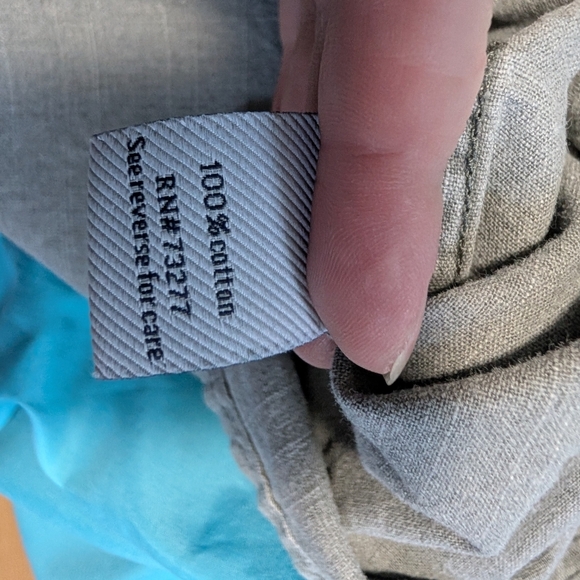 100% cotton
RN# 73277
See reverse for care